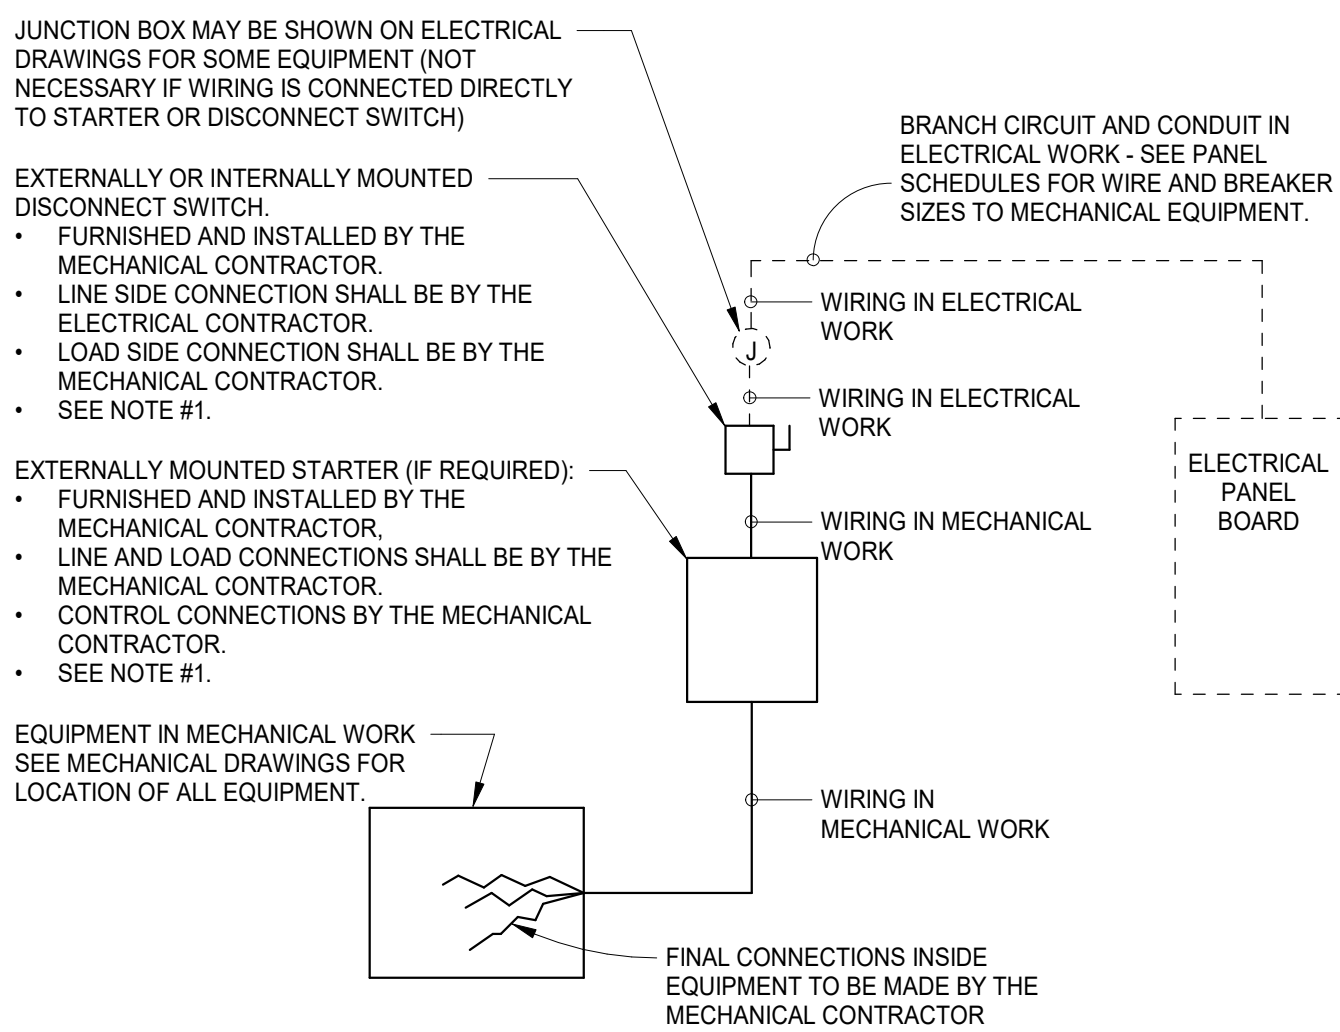 JUNCTION BOX MAY BE SHOWN ON ELECTRICAL
DRAWINGS FOR SOME EQUIPMENT (NOT
NECESSARY IF WIRING IS CONNECTED DIRECTLY
TO STARTER OR DISCONNECT SWITCH)
BRANCH CIRCUIT AND CONDUIT IN
ELECTRICAL WORK - SEE PANEL
SCHEDULES FOR WIRE AND BREAKER
SIZES TO MECHANICAL EQUIPMENT.
EXTERNALLY OR INTERNALLY MOUNTED
DISCONNECT SWITCH.
• FURNISHED AND INSTALLED BY THE
MECHANICAL CONTRACTOR.
• LINE SIDE CONNECTION SHALL BE BY THE
ELECTRICAL CONTRACTOR.
• LOAD SIDE CONNECTION SHALL BE BY THE
MECHANICAL CONTRACTOR.
• SEE NOTE #1.
WIRING IN ELECTRICAL
WORK
J
WIRING IN ELECTRICAL
WORK
ELECTRICAL
PANEL
BOARD
EXTERNALLY MOUNTED STARTER (IF REQUIRED):
• FURNISHED AND INSTALLED BY THE
MECHANICAL CONTRACTOR,
• LINE AND LOAD CONNECTIONS SHALL BE BY THE
MECHANICAL CONTRACTOR.
• CONTROL CONNECTIONS BY THE MECHANICAL
CONTRACTOR.
• SEE NOTE #1.
WIRING IN MECHANICAL
WORK
EQUIPMENT IN MECHANICAL WORK
SEE MECHANICAL DRAWINGS FOR
LOCATION OF ALL EQUIPMENT.
WIRING IN
MECHANICAL WORK
FINAL CONNECTIONS INSIDE
EQUIPMENT TO BE MADE BY THE
MECHANICAL CONTRACTOR